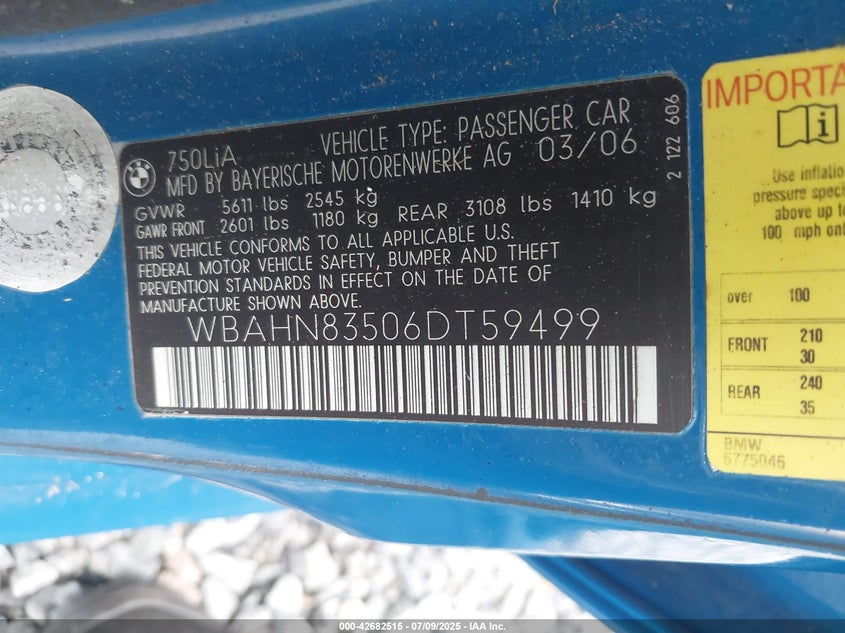 BMW
750LiA VEHICLE TYPE: PASSENGER CAR
MFD BY BAYERISCHE MOTORENWERKE AG 03/06
GVWR 5611 lbs 2545 kg
GAWR FRONT 2601 lbs 1180 kg REAR 3108 lbs 1410 kg
THIS VEHICLE CONFORMS TO ALL APPLICABLE U.S.
FEDERAL MOTOR VEHICLE SAFETY, BUMPER AND THEFT
PREVENTION STANDARDS IN EFFECT ON THE DATE OF
MANUFACTURE SHOWN ABOVE.
WBAHN83506DT59499
2 122 606
IMPORTA
Use inflation
pressure speci
above up to
100 mph only
over 100
FRONT 210
30
REAR 240
35
BMW
6775046
000-42682515 - 07/09/2025 - IAA, Inc.